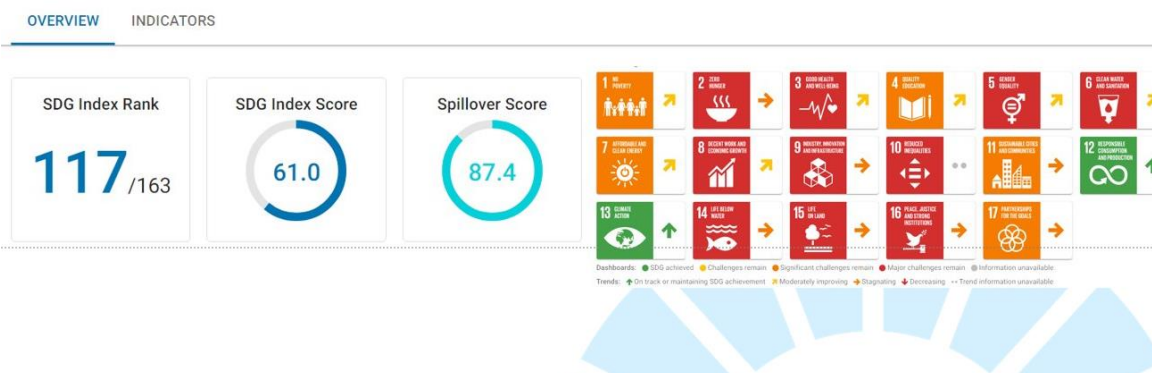 OVERVIEW INDICATORS
SDG Index Rank
117/163
SDG Index Score
61.0
Spillover Score
87.4
1 NO
POVERTY
2 ZERO
HUNGER
3 GOOD HEALTH
AND WELL-BEING
4 QUALITY
EDUCATION
5 GENDER
EQUALITY
6 CLEAN WATER
AND SANITATION
7 AFFORDABLE AND
CLEAN ENERGY
8 DECENT WORK AND
ECONOMIC GROWTH
9 INDUSTRY, INNOVATION
AND INFRASTRUCTURE
10 REDUCED
INEQUALITIES
11 SUSTAINABLE CITIES
AND COMMUNITIES
12 RESPONSIBLE
CONSUMPTION
AND PRODUCTION
13 CLIMATE
ACTION
14 LIFE BELOW
WATER
15 LIFE
ON LAND
16 PEACE, JUSTICE
AND STRONG
INSTITUTIONS
17 PARTNERSHIPS
FOR THE GOALS
Dashboards: SDG achieved Challenges remain Significant challenges remain Major challenges remain Information unavailable
Trends: On track or maintaining SDG achievement Moderately improving Stagnating Decreasing Trend information unavailable